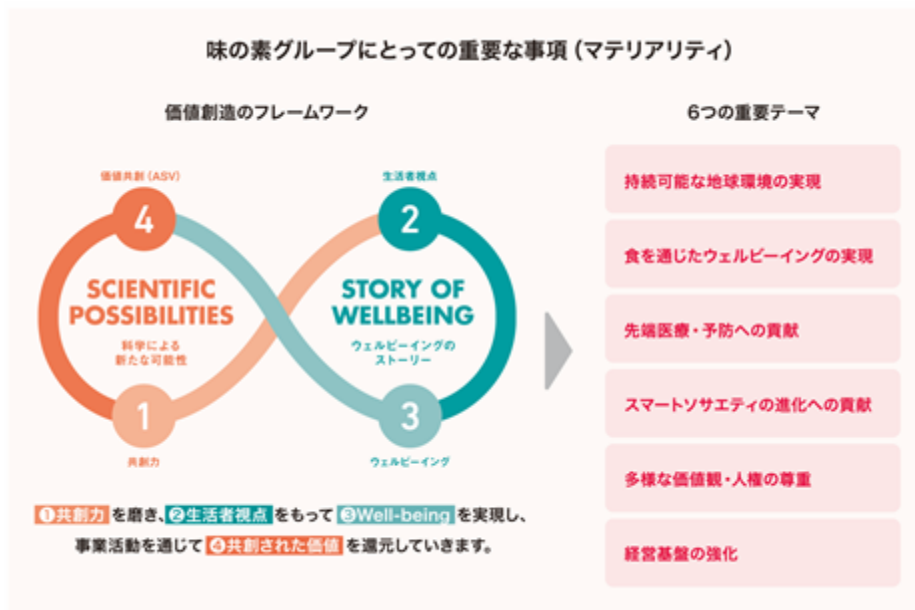 味の素グループにとっての重要な事項（マテリアリティ）
価値創造のフレームワーク
価値共創（ASV）
生活者視点
4
2
SCIENTIFIC
POSSIBILITIES
科学による
新たな可能性
STORY OF
WELLBEING
ウェルビーイングの
ストーリー
1
3
共創力
ウェルビーイング
❶共創力 を磨き、❷生活者視点 をもって ❸Well-being を実現し、
事業活動を通じて ❹共創された価値 を還元していきます。
6つの重要テーマ
持続可能な地球環境の実現
食を通じたウェルビーイングの実現
先端医療・予防への貢献
スマートソサエティの進化への貢献
多様な価値観・人権の尊重
経営基盤の強化